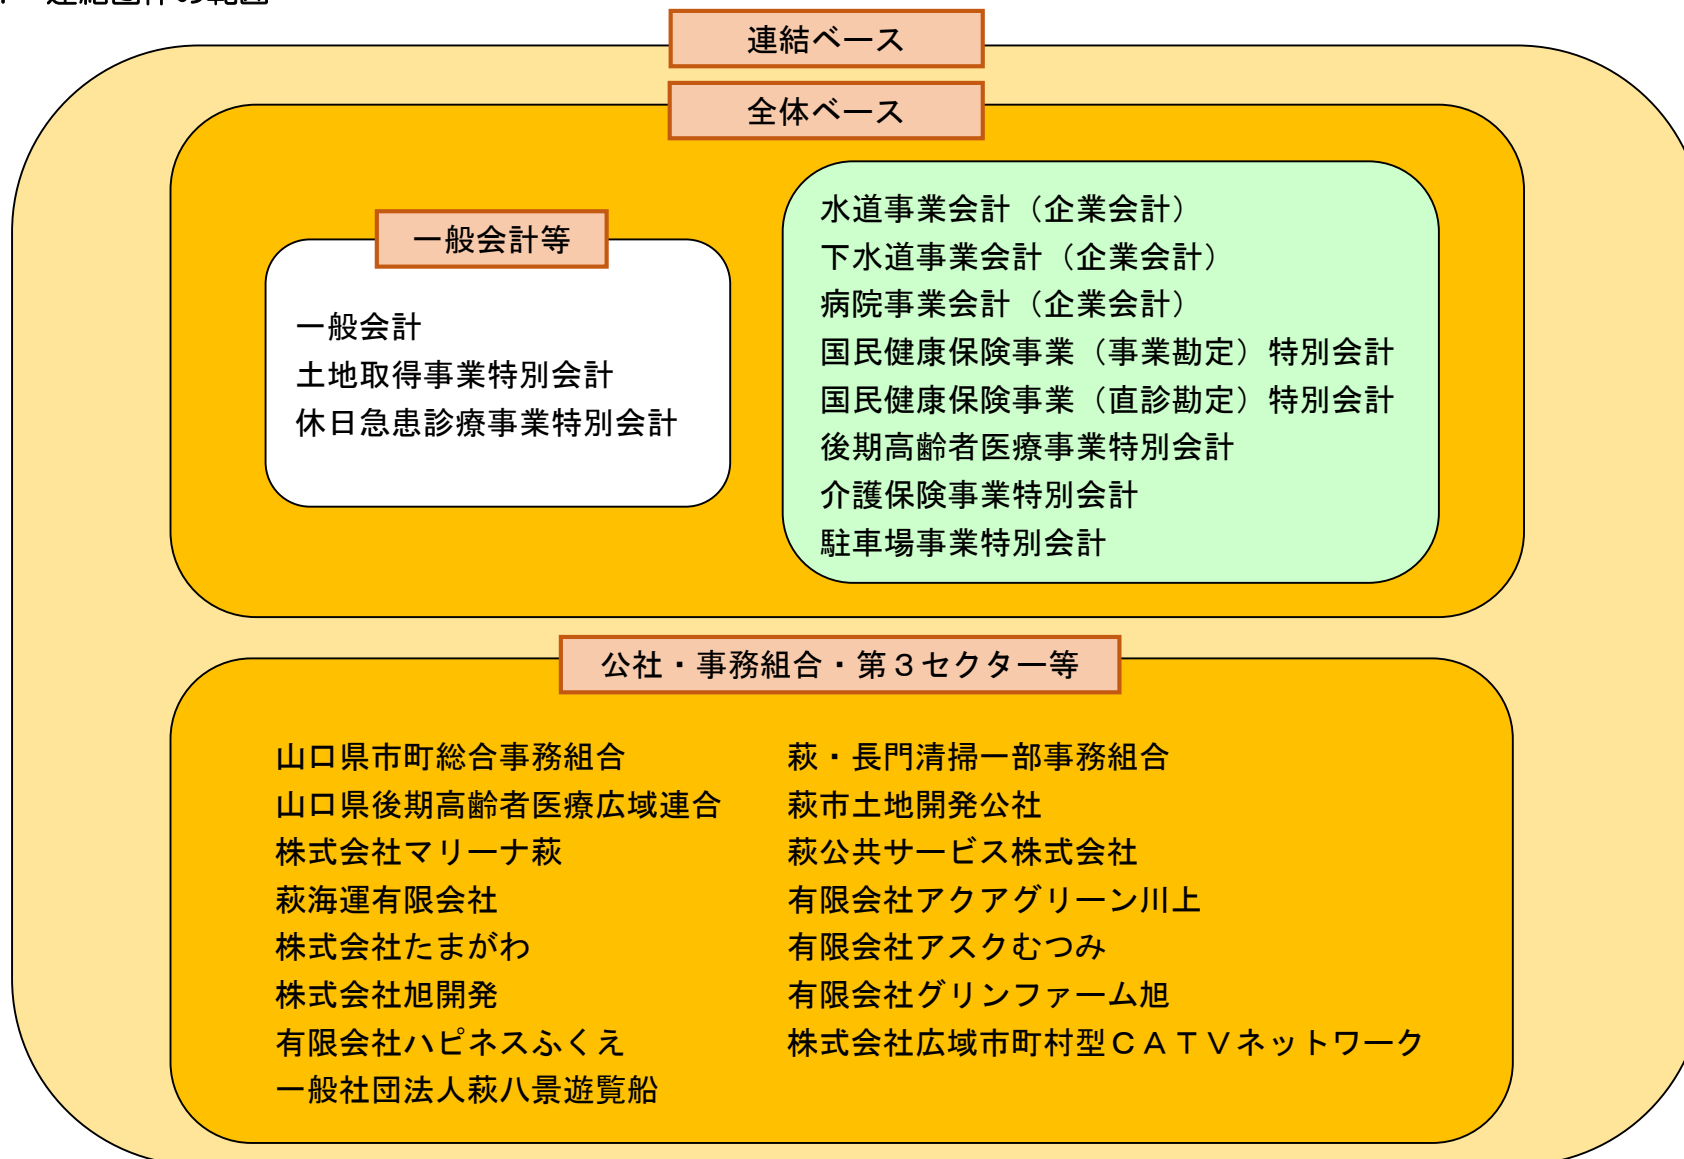 連結団体の範囲
連結ベース
全体ベース
一般会計等
一般会計
土地取得事業特別会計
休日急患診療事業特別会計
水道事業会計（企業会計）
下水道事業会計（企業会計）
病院事業会計（企業会計）
国民健康保険事業（事業勘定）特別会計
国民健康保険事業（直診勘定）特別会計
後期高齢者医療事業特別会計
介護保険事業特別会計
駐車場事業特別会計
公社・事務組合・第３セクター等
山口県市町総合事務組合
山口県後期高齢者医療広域連合
株式会社マリーナ萩
萩海運有限会社
株式会社たまがわ
株式会社旭開発
有限会社ハピネスふくえ
一般社団法人萩八景遊覧船
萩・長門清掃一部事務組合
萩市土地開発公社
萩公共サービス株式会社
有限会社アクアグリーン川上
有限会社アスクむつみ
有限会社グリンファーム旭
株式会社広域市町村型ＣＡＴＶネットワーク